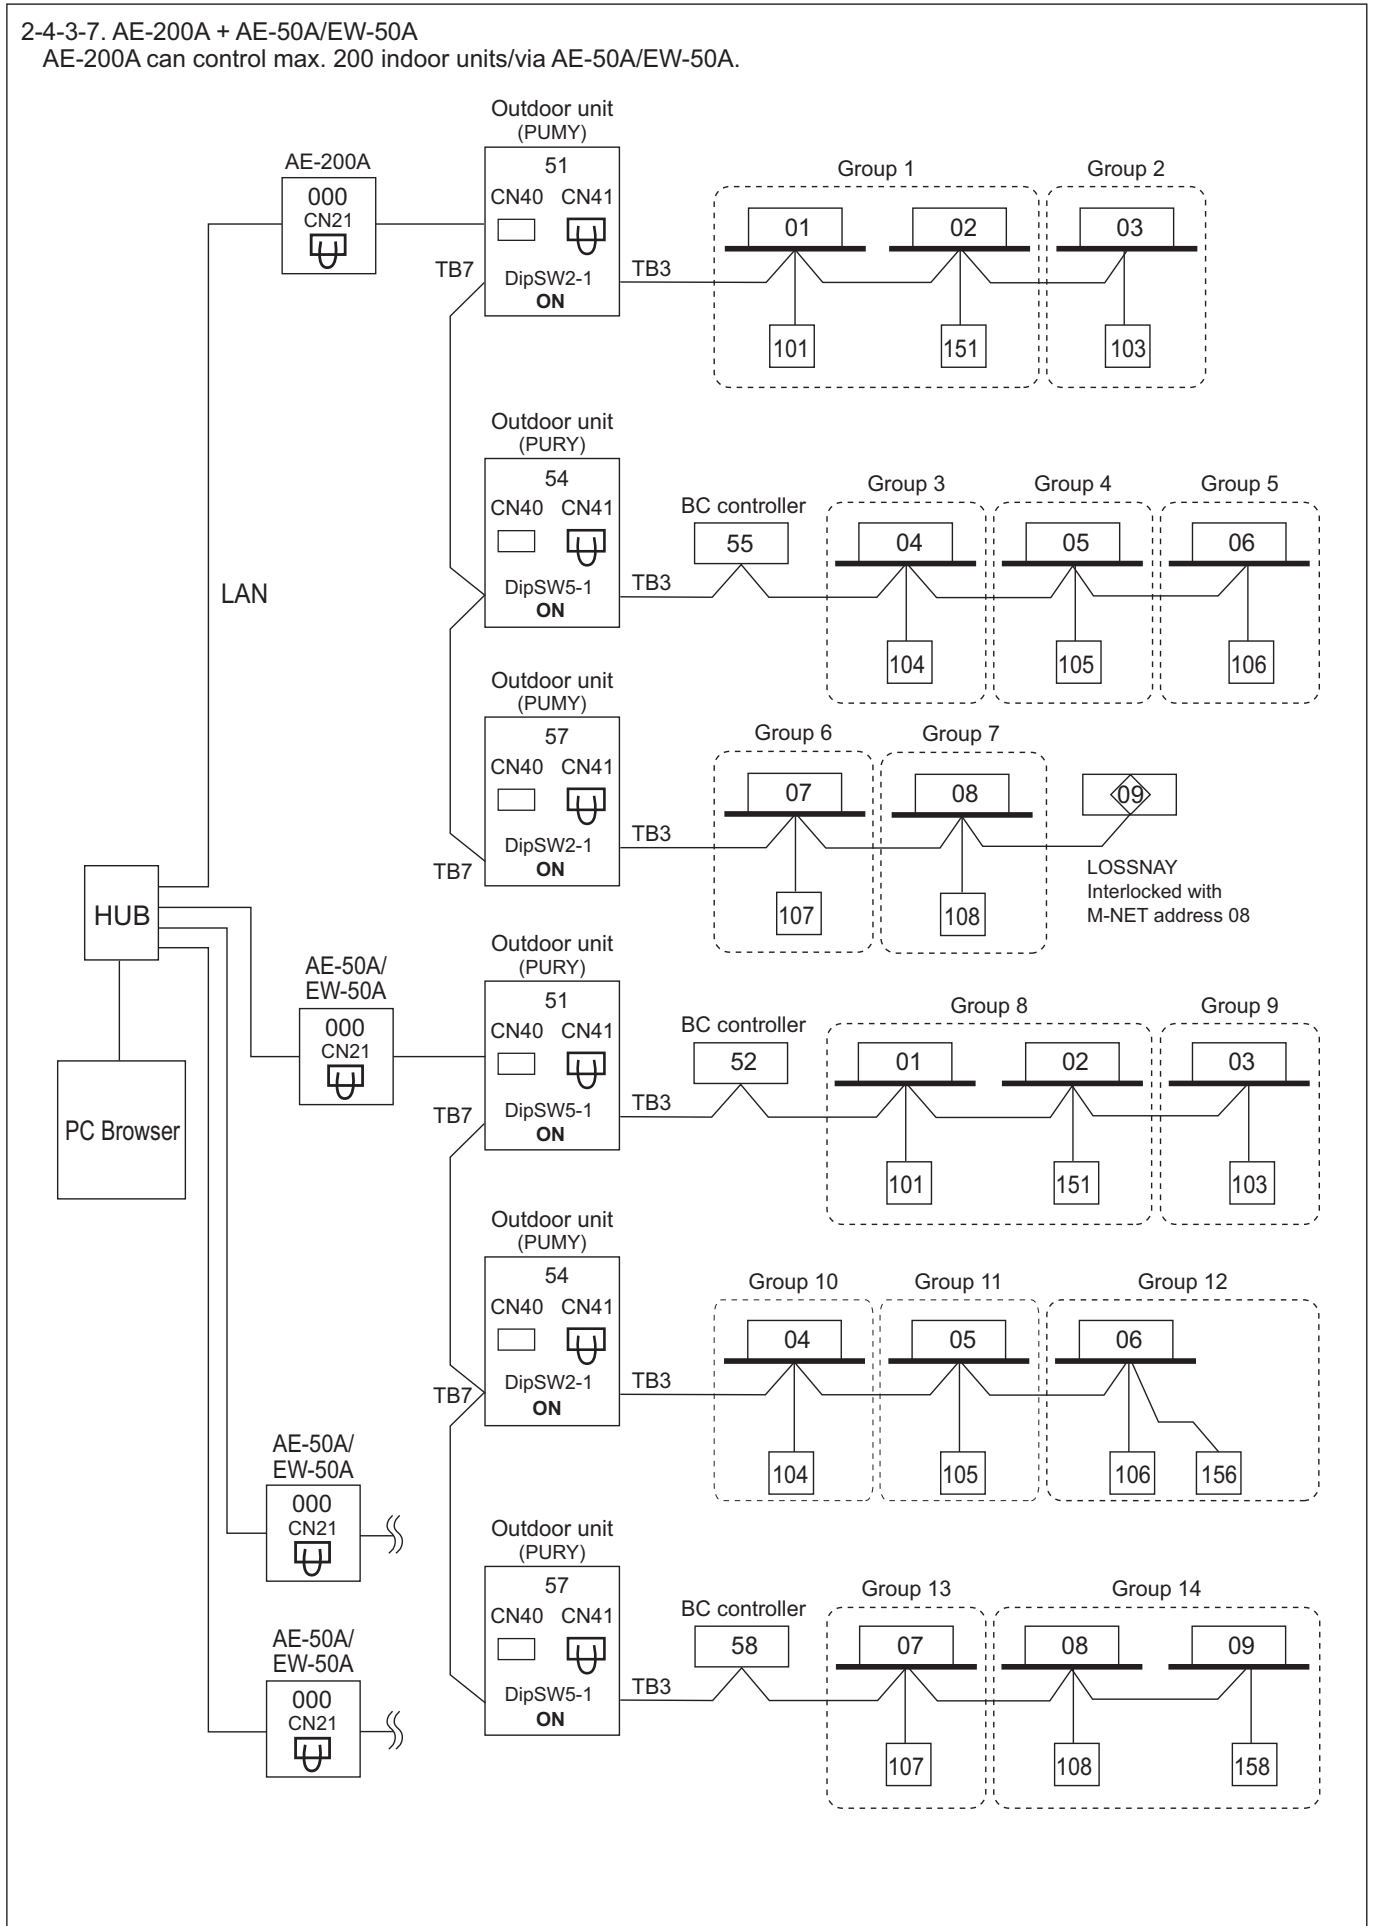 2-4-3-7. AE-200A + AE-50A/EW-50A
AE-200A can control max. 200 indoor units/via AE-50A/EW-50A.
Outdoor unit
(PUMY)
AE-200A
000
CN21
51
CN40 CN41
DipSW2-1
ON
TB7
TB3
Group 1
Group 2
01
02
03
101
151
103
Outdoor unit
(PURY)
54
CN40 CN41
DipSW5-1
ON
TB3
BC controller
55
Group 3
Group 4
Group 5
04
05
06
104
105
106
LAN
Outdoor unit
(PUMY)
57
CN40 CN41
DipSW2-1
ON
TB7
TB3
Group 6
Group 7
07
08
09
107
108
LOSSNAY
Interlocked with
M-NET address 08
HUB
PC Browser
AE-50A/
EW-50A
000
CN21
Outdoor unit
(PURY)
51
CN40 CN41
DipSW5-1
ON
TB7
TB3
BC controller
52
Group 8
Group 9
01
02
03
101
151
103
Outdoor unit
(PUMY)
54
CN40 CN41
DipSW2-1
ON
TB7
TB3
Group 10
Group 11
Group 12
04
05
06
104
105
106
156
AE-50A/
EW-50A
000
CN21
Outdoor unit
(PURY)
57
CN40 CN41
DipSW5-1
ON
TB3
BC controller
58
Group 13
Group 14
07
08
09
107
108
158
AE-50A/
EW-50A
000
CN21